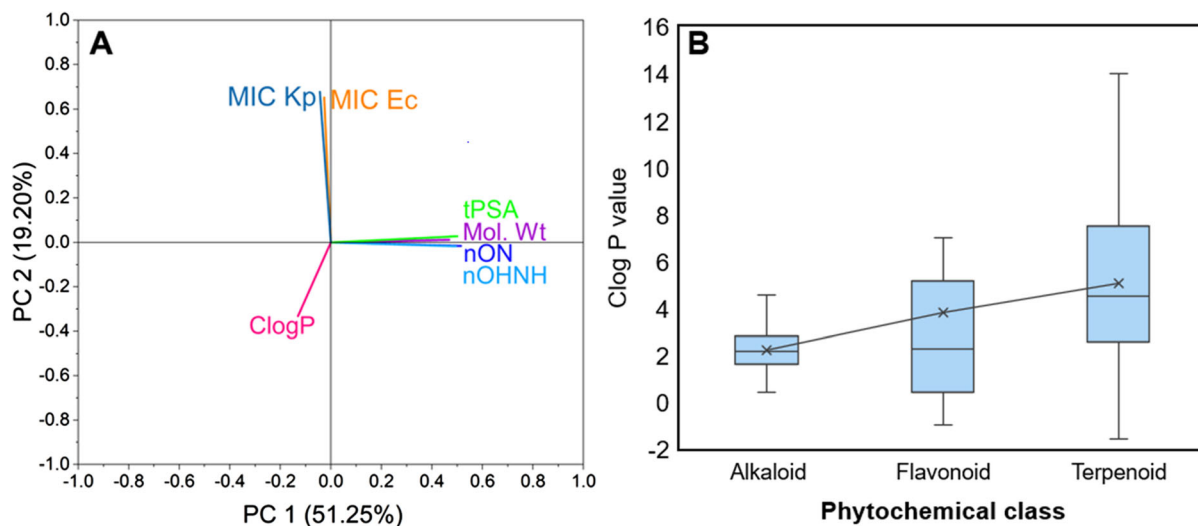 A
1.0
0.8
0.6
0.4
0.2
0.0
-0.2
-0.4
-0.6
-0.8
-1.0
PC 2 (19.20%)
MIC Kp
MIC Ec
tPSA
Mol. Wt
nON
nOHNH
ClogP
-1.0 -0.8 -0.6 -0.4 -0.2 0.0 0.2 0.4 0.6 0.8 1.0
PC 1 (51.25%)
B
16
14
12
10
8
6
4
2
0
-2
Clog P value
Alkaloid Flavonoid Terpenoid
Phytochemical class